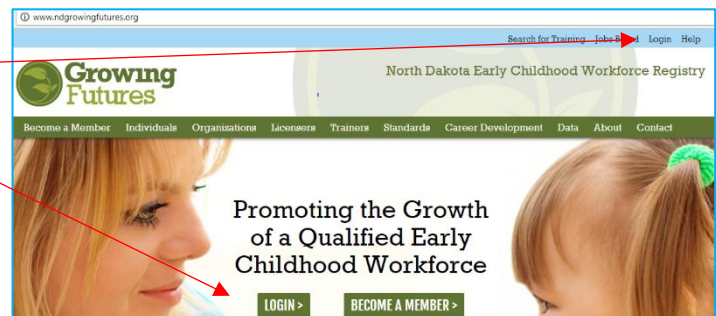 www.ndgrowingfutures.org
Search for Training Jobs Login Help
Growing
Futures
North Dakota Early Childhood Workforce Registry
Become a Member Individuals Organizations Licensers Trainers Standards Career Development Data About Contact
Promoting the Growth
of a Qualified Early
Childhood Workforce
LOGIN > BECOME A MEMBER >